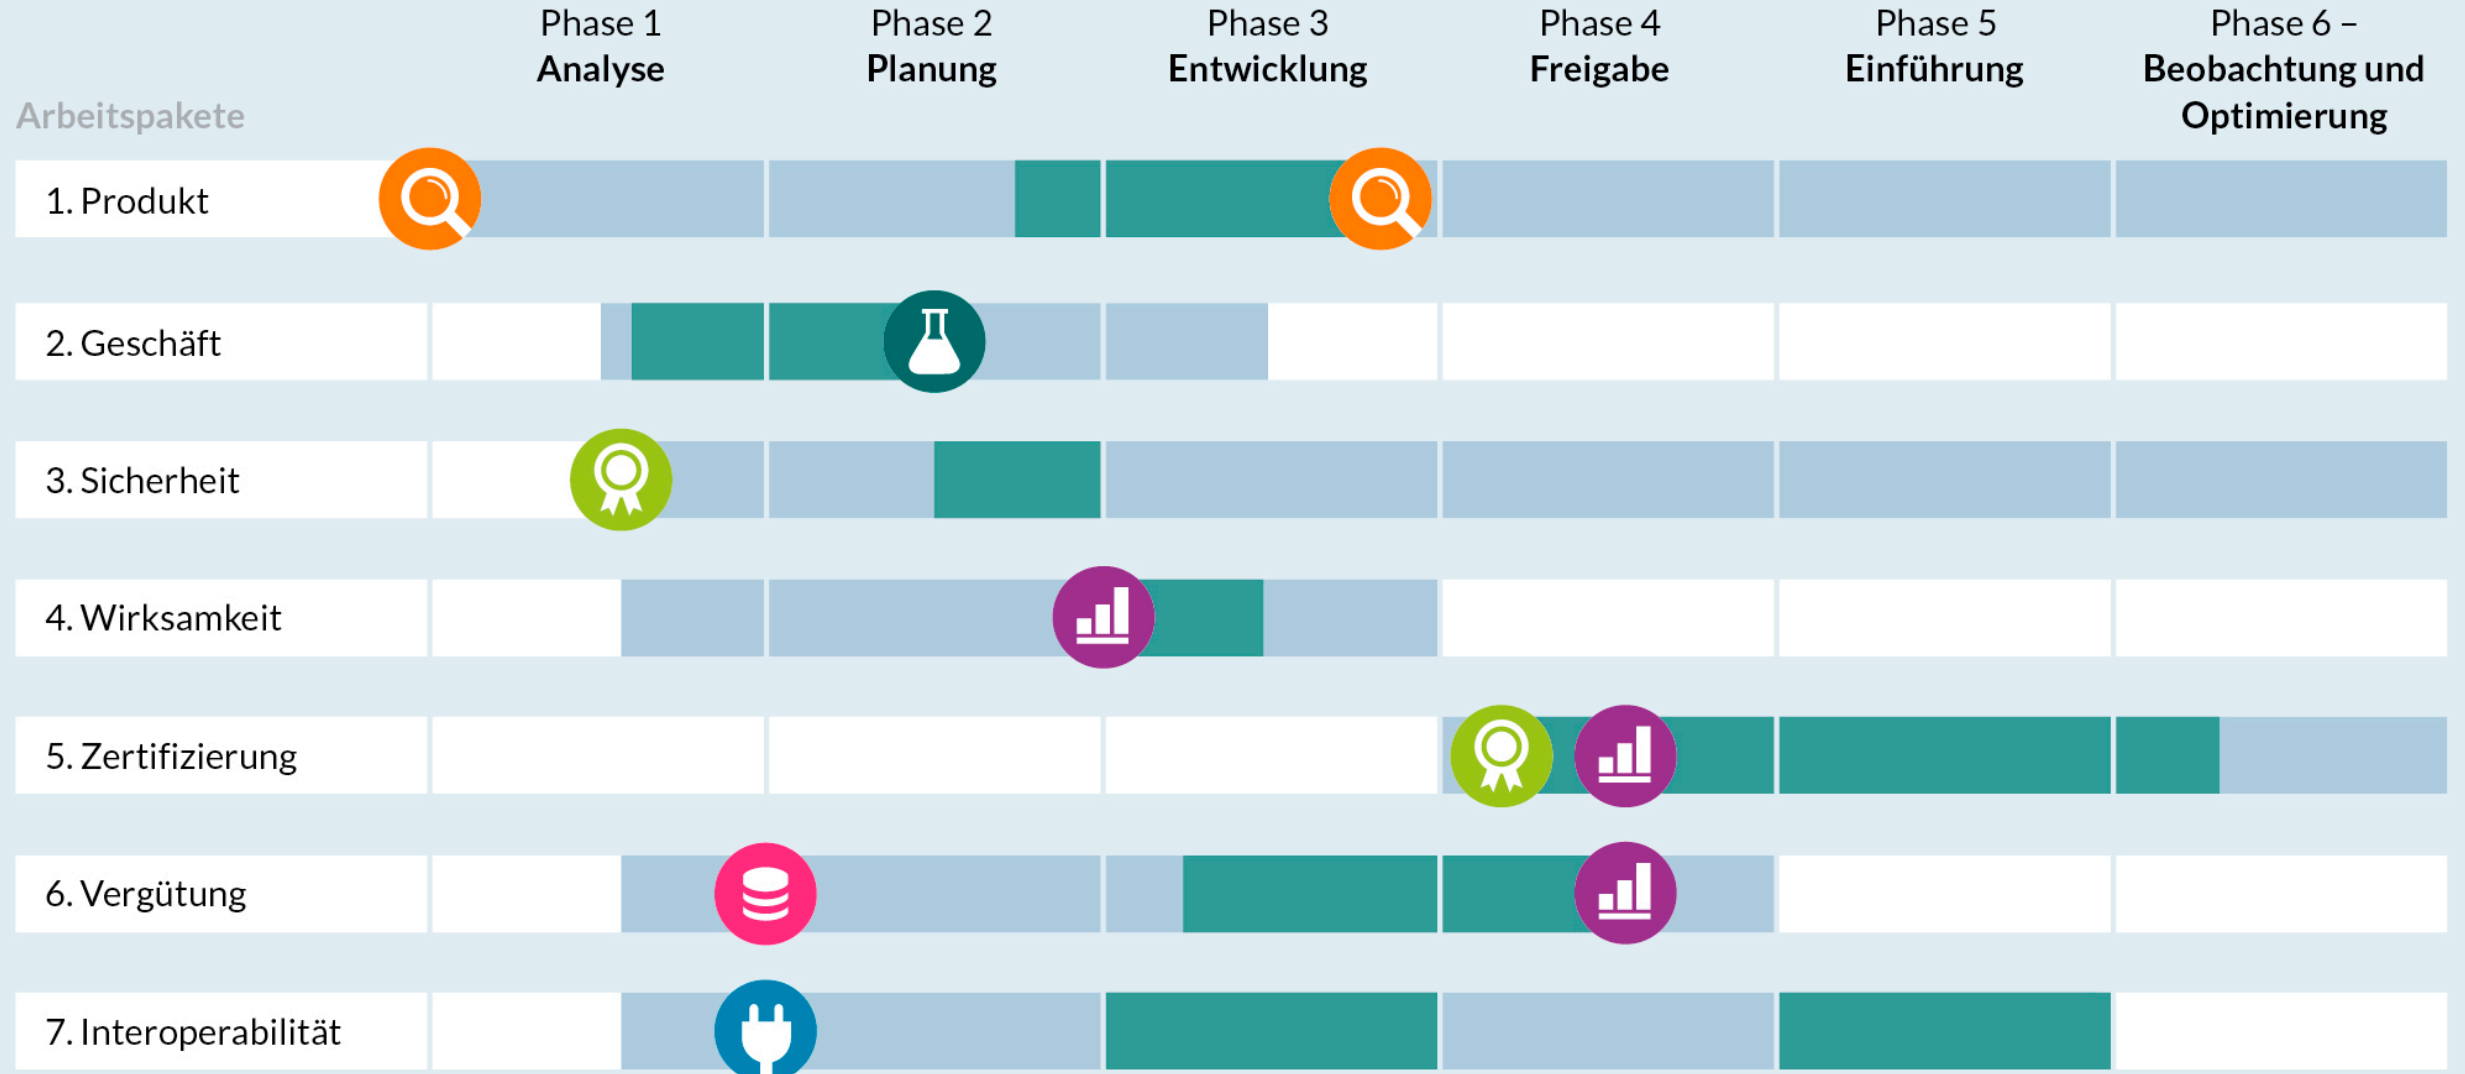 Phase 1
Analyse
Phase 2
Planung
Phase 3
Entwicklung
Phase 4
Freigabe
Phase 5
Einführung
Phase 6 –
Beobachtung und
Optimierung
Arbeitspakete
1. Produkt
2. Geschäft
3. Sicherheit
4. Wirksamkeit
5. Zertifizierung
6. Vergütung
7. Interoperabilität